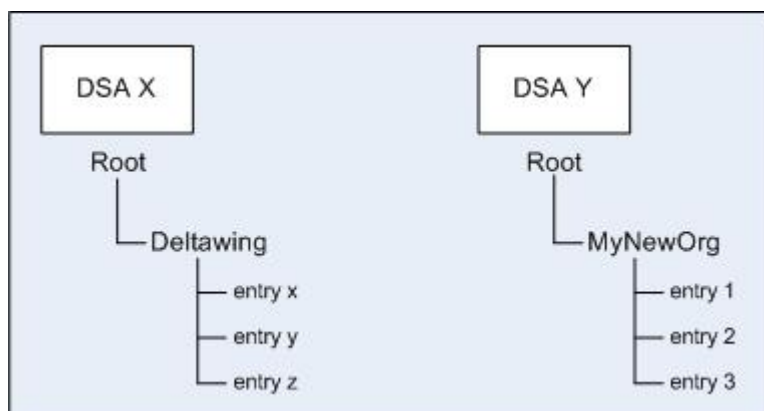 DSA X
Root
Deltawing
entry x
entry y
entry z
DSA Y
Root
MyNewOrg
entry 1
entry 2
entry 3